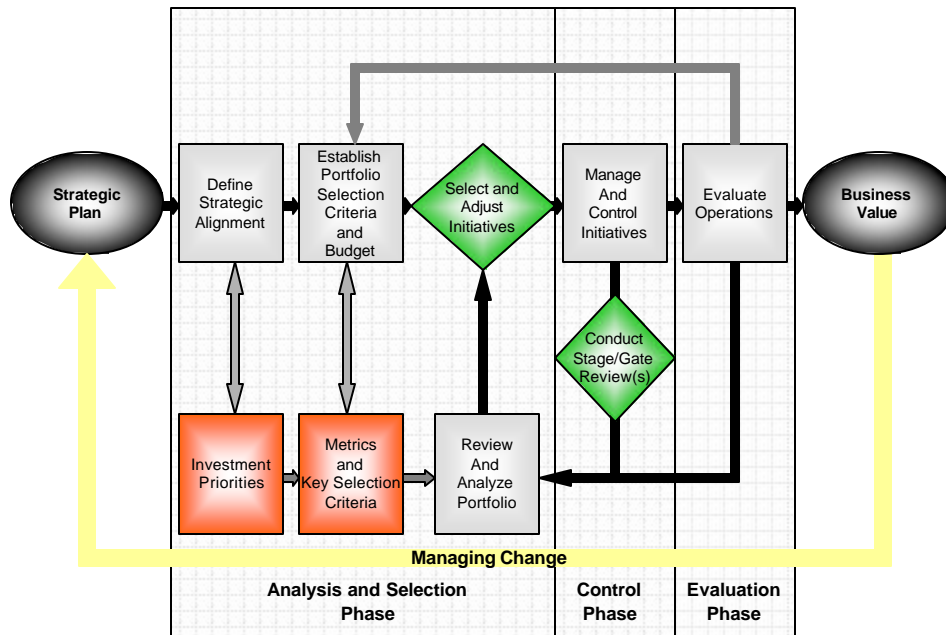 Strategic
Plan
Define
Strategic
Alignment
Establish
Portfolio
Selection
Criteria
and
Budget
Select and
Adjust
Initiatives
Manage
And
Control
Initiatives
Evaluate
Operations
Business
Value
Conduct
Stage/Gate
Review(s)
Investment
Priorities
Metrics
and
Key Selection
Criteria
Review
And
Analyze
Portfolio
Managing Change
Analysis and Selection
Phase
Control
Phase
Evaluation
Phase